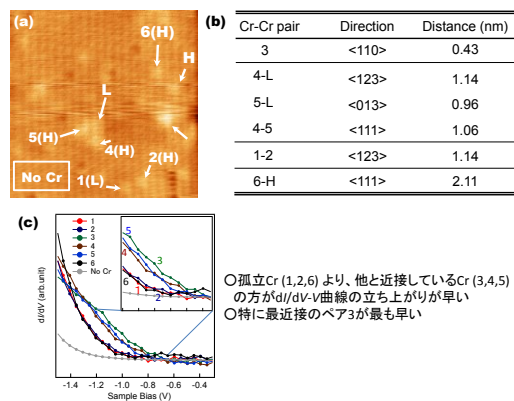 (a)
6(H)
H
L
5(H)
4(H)
2(H)
1(L)
No Cr
(b)
Cr-Cr pair Direction Distance (nm)
3 <110> 0.43
4-L <123> 1.14
5-L <013> 0.96
4-5 <111> 1.06
1-2 <123> 1.14
6-H <111> 2.11
(c)
1
2
3
4
5
6
No Cr
5
4
3
6
1
2
dI/dV (arb.unit)
-1.4 -1.2 -1.0 -0.8 -0.6 -0.4
Sample Bias (V)
○孤立Cr (1,2,6) より、他と近接しているCr (3,4,5)
の方がdI/dV-V曲線の立ち上がりが早い
○特に最近接のペア3が最も早い